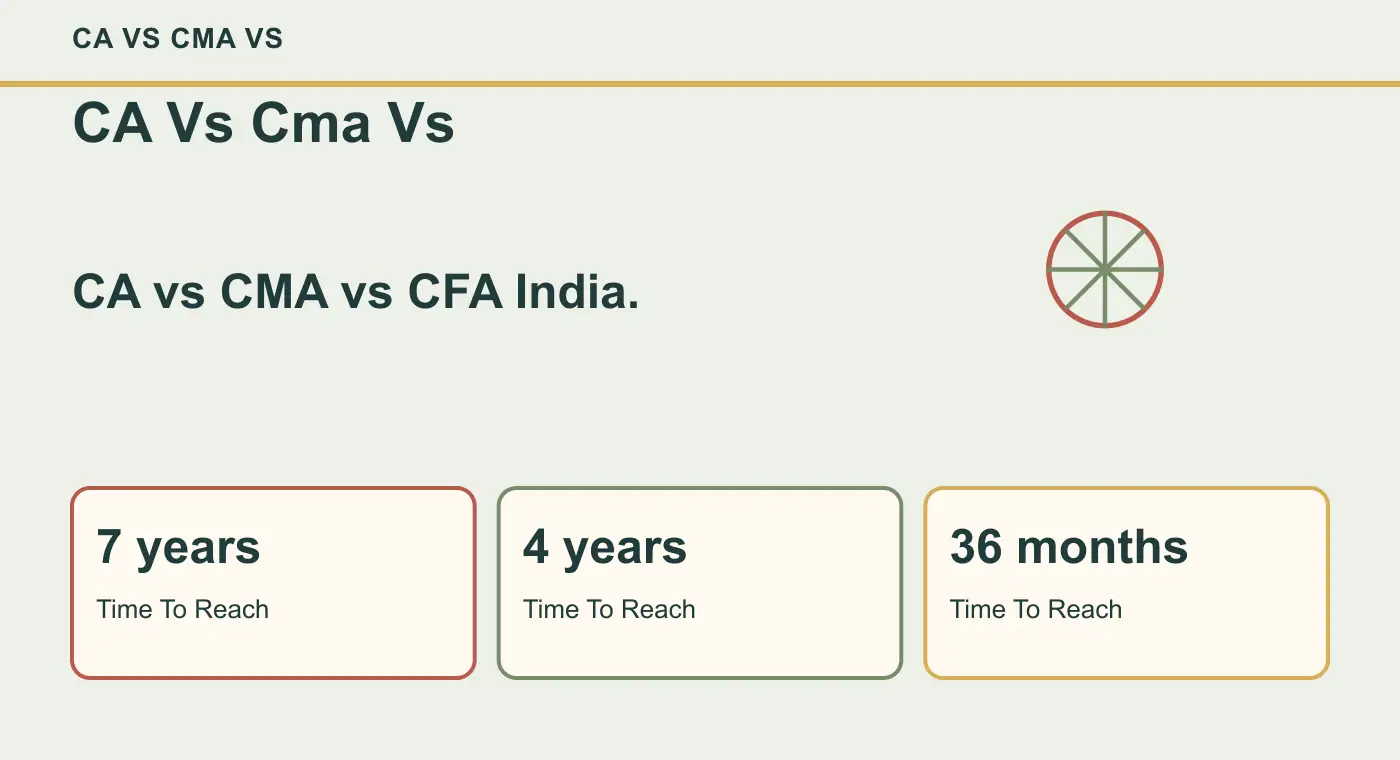 CA VS CMA VS
CA Vs Cma Vs
CA vs CMA vs CFA India.
7 years
Time To Reach
4 years
Time To Reach
36 months
Time To Reach